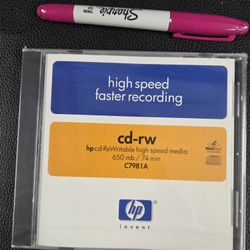 Sharpie
high speed
faster recording
cd-rw
hp cd-ReWritable high speed media
650 mb / 74 min
C7981A
hp
invent